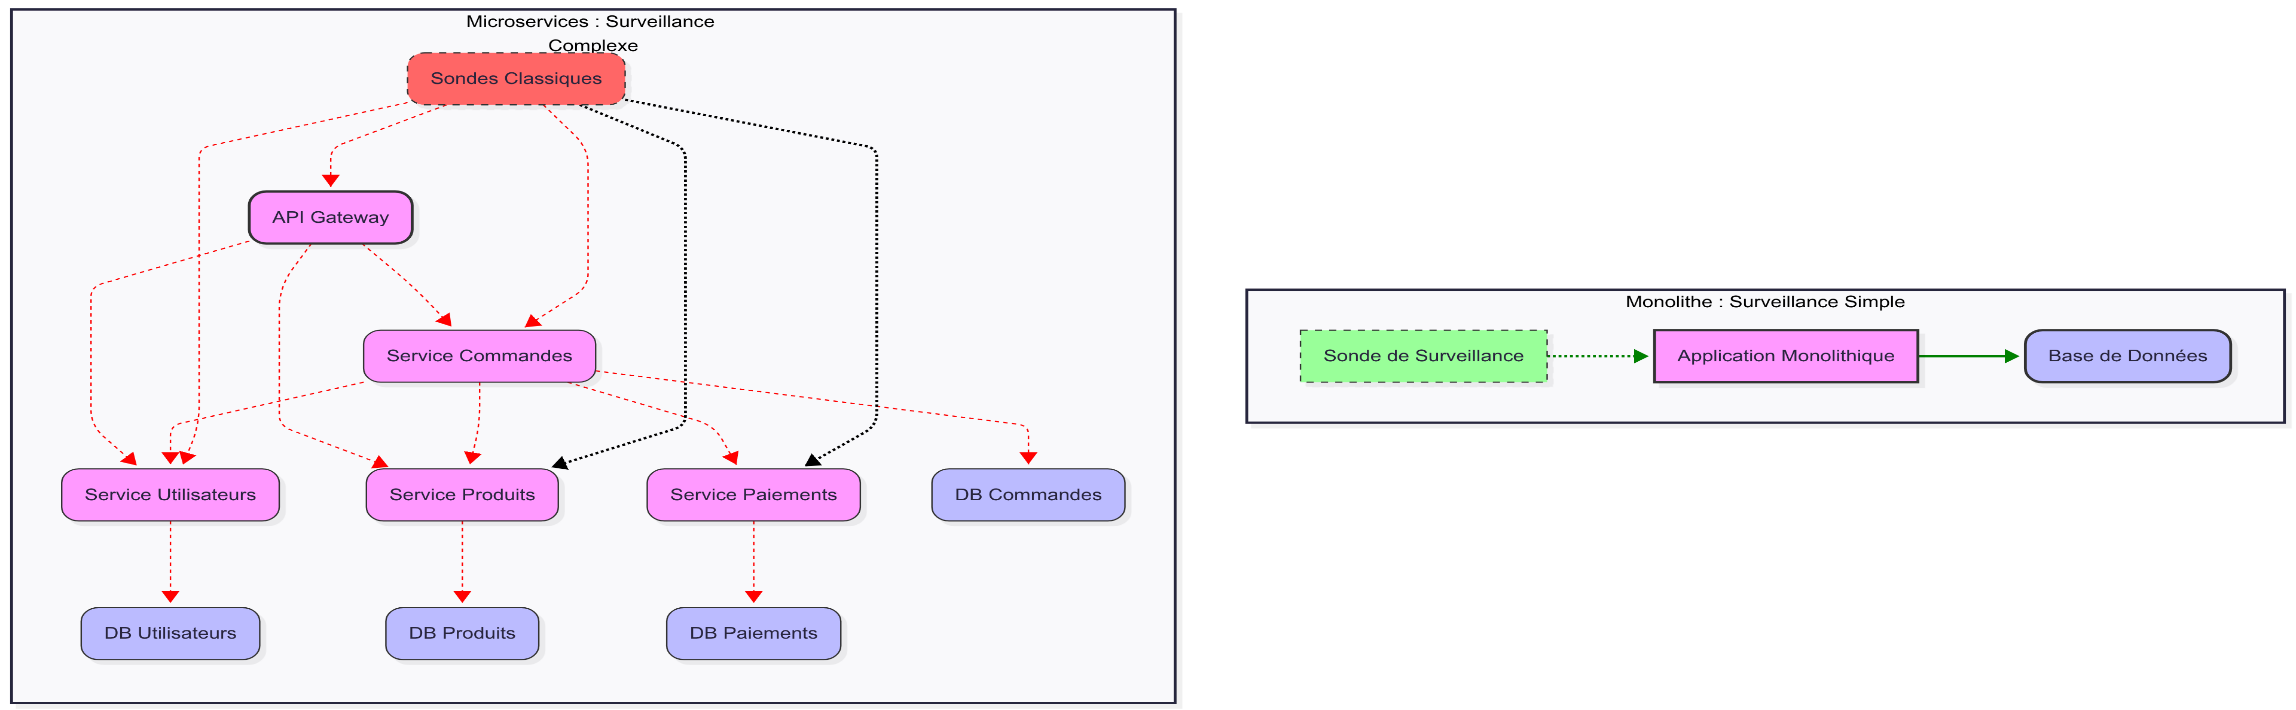 Microservices : Surveillance
Complexe
Sondes Classiques
API Gateway
Service Commandes
Service Utilisateurs
Service Produits
Service Paiements
DB Commandes
DB Utilisateurs
DB Produits
DB Paiements
Monolithe : Surveillance Simple
Sonde de Surveillance
Application Monolithique
Base de Données